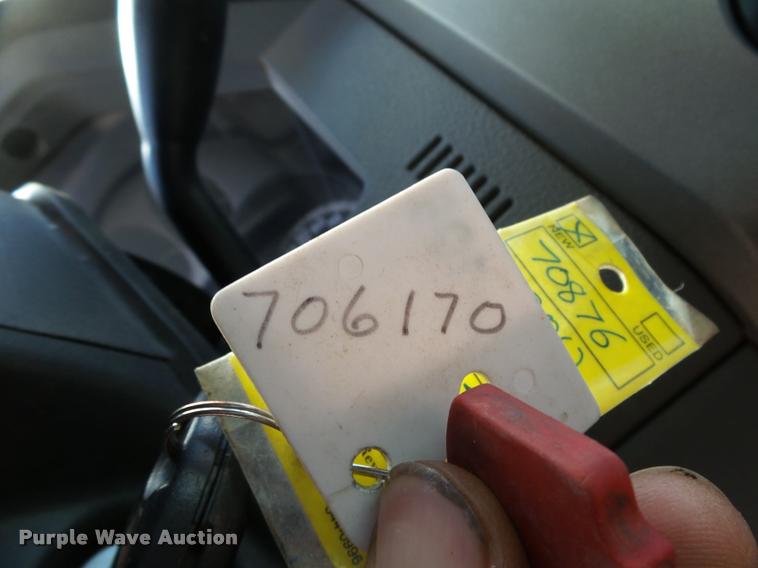 706170
NEW
70876
USED
Purple Wave Auction